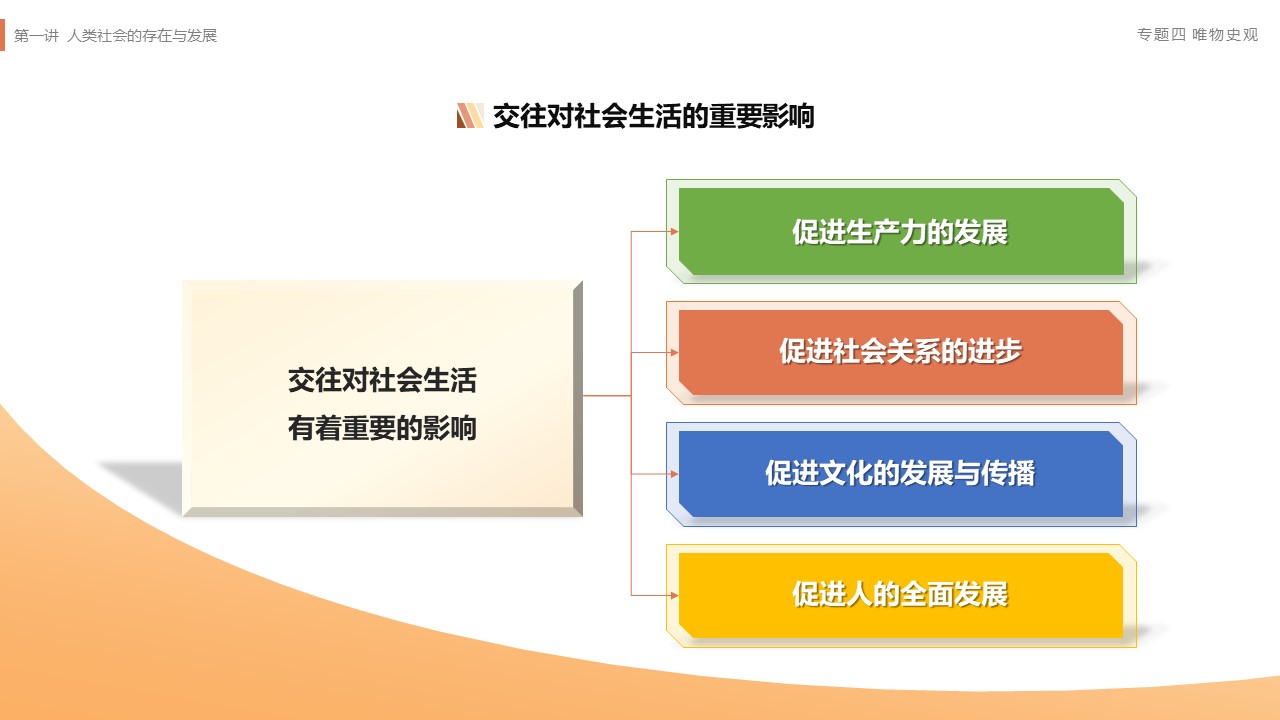 第一讲 人类社会的存在与发展
专题四 唯物史观
交往对社会生活的重要影响
交往对社会生活
有着重要的影响
促进生产力的发展
促进社会关系的进步
促进文化的发展与传播
促进人的全面发展